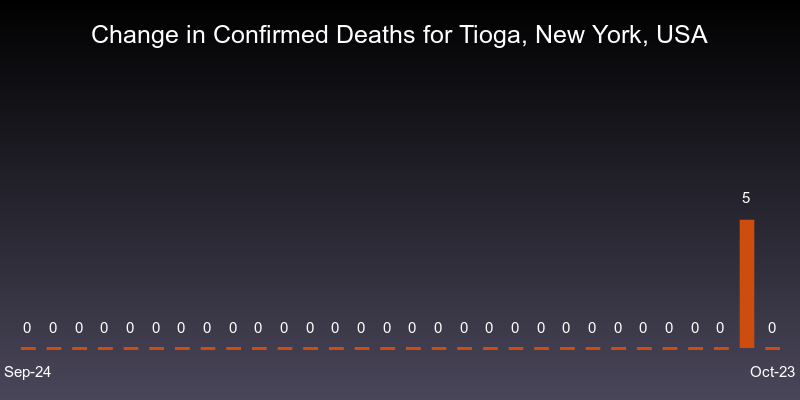 Change in Confirmed Deaths for Tioga, New York, USA
5
0 0 0 0 0 0 0 0 0 0 0 0 0 0 0 0 0 0 0 0 0 0 0 0 0 0 0 0 0
Sep-24 Oct-23